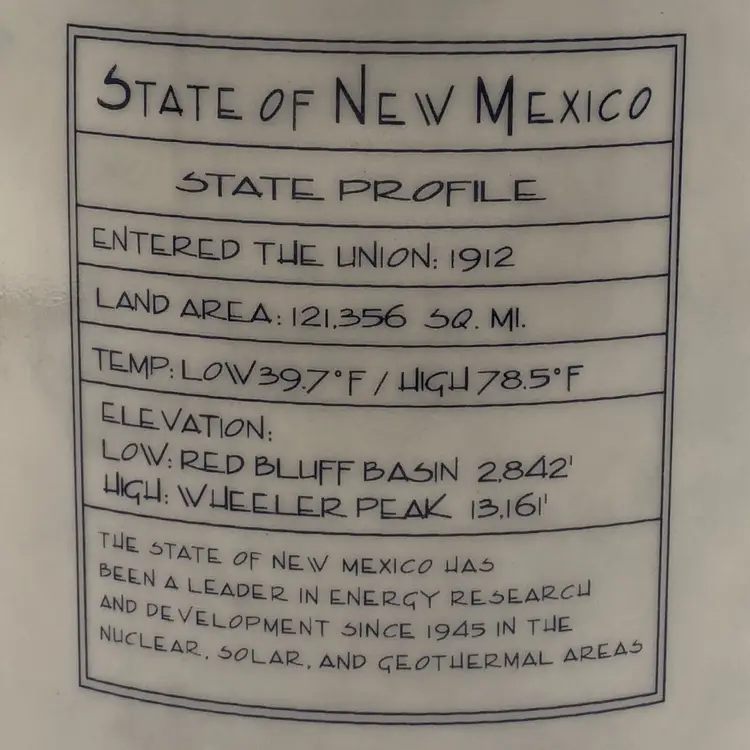 STATE OF NEW MEXICO
STATE PROFILE
ENTERED THE UNION: 1912
LAND AREA: 121,356 SQ. MI.
TEMP: LOW 39.7°F / HIGH 78.5°F
ELEVATION:
LOW: RED BLUFF BASIN 2,842'
HIGH: WHEELER PEAK 13,161'
THE STATE OF NEW MEXICO HAS
BEEN A LEADER IN ENERGY RESEARCH
AND DEVELOPMENT SINCE 1945 IN THE
NUCLEAR, SOLAR, AND GEOTHERMAL AREAS